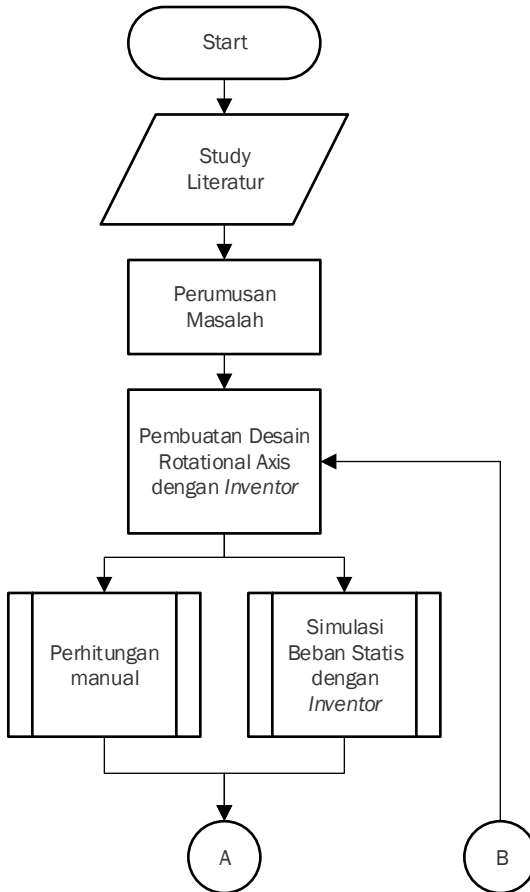 Start
Study
Literatur
Perumusan
Masalah
Pembuatan Desain
Rotational Axis
dengan Inventor
Perhitungan
manual
Simulasi
Beban Statis
dengan
Inventor
A
B